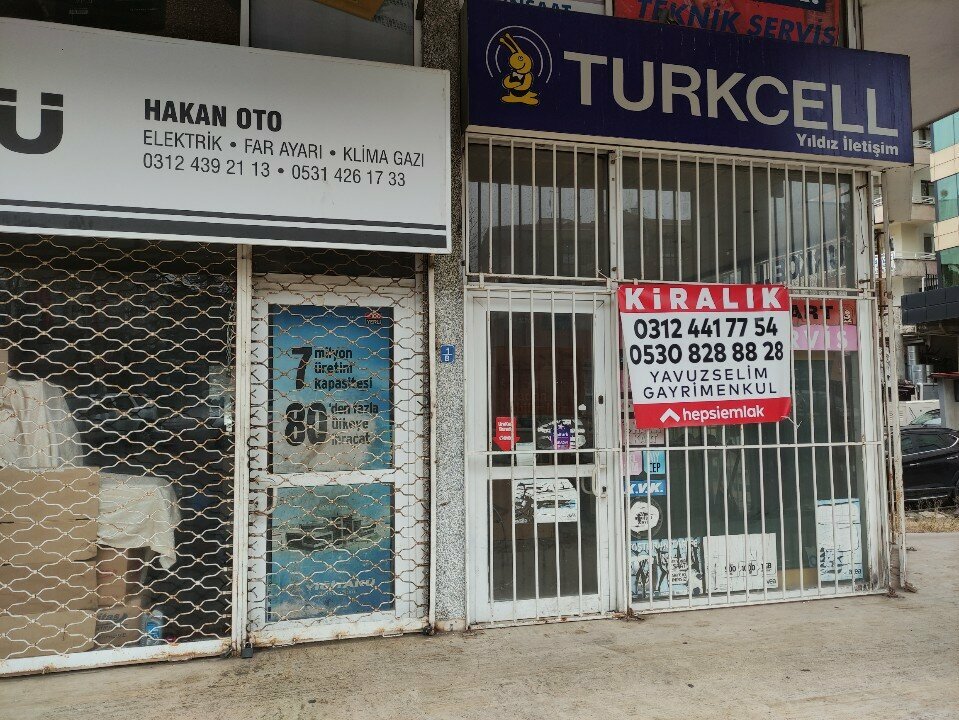 TEKNİK SERVİS
Ü
HAKAN OTO
ELEKTRİK • FAR AYARI • KLİMA GAZI
0312 439 21 13 • 0531 426 17 33
TURKCELL
Yıldız İletişim
KİRALIK
0312 441 77 54
0530 828 88 28
YAVUZSELİM
GAYRİMENKUL
hepsiemlak
7 milyon
üretim
kapasitesi
80'den fazla
ülkeye
ihracat
CEP
K.V.K.